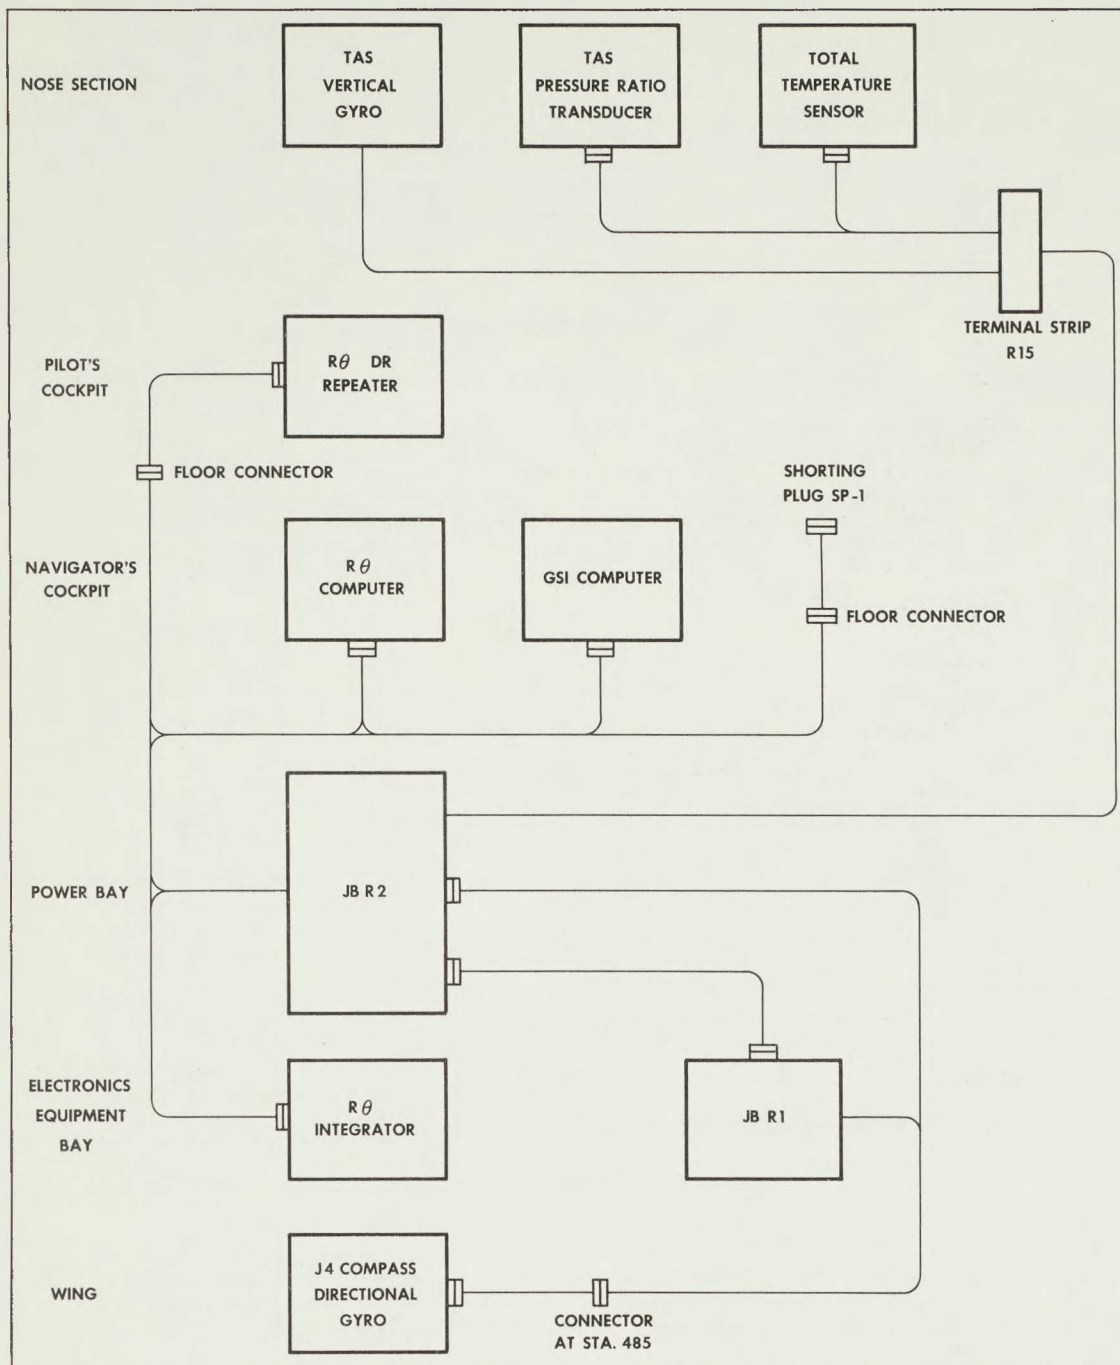 NOSE SECTION
TAS
VERTICAL
GYRO
TAS
PRESSURE RATIO
TRANSDUCER
TOTAL
TEMPERATURE
SENSOR
TERMINAL STRIP
R15
PILOT'S
COCKPIT
Rθ DR
REPEATER
FLOOR CONNECTOR
SHORTING
PLUG SP-1
NAVIGATOR'S
COCKPIT
Rθ
COMPUTER
GSI COMPUTER
FLOOR CONNECTOR
POWER BAY
JB R2
ELECTRONICS
EQUIPMENT
BAY
Rθ
INTEGRATOR
JB R1
WING
J4 COMPASS
DIRECTIONAL
GYRO
CONNECTOR
AT STA. 485